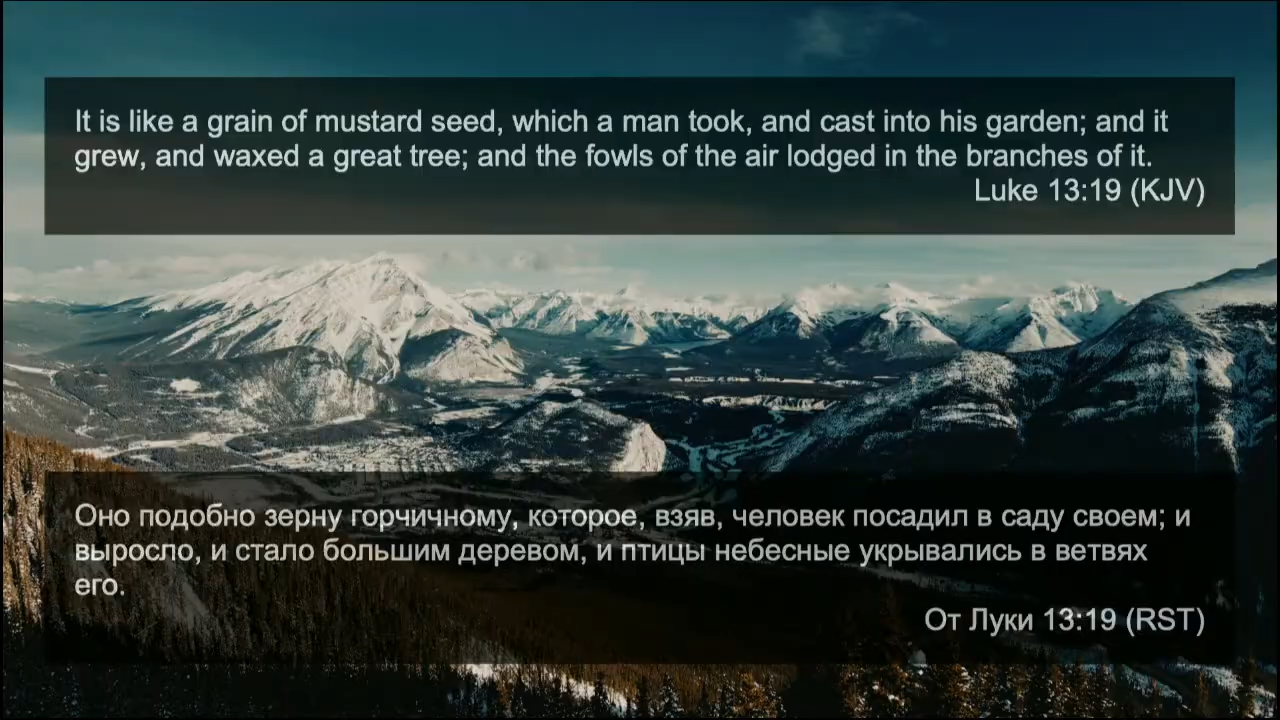 It is like a grain of mustard seed, which a man took, and cast into his garden; and it
grew, and waxed a great tree; and the fowls of the air lodged in the branches of it.
Luke 13:19 (KJV)
Оно подобно зерну горчичному, которое, взяв, человек посадил в саду своем; и
выросло, и стало большим деревом, и птицы небесные укрывались в ветвях
его.
От Луки 13:19 (RST)